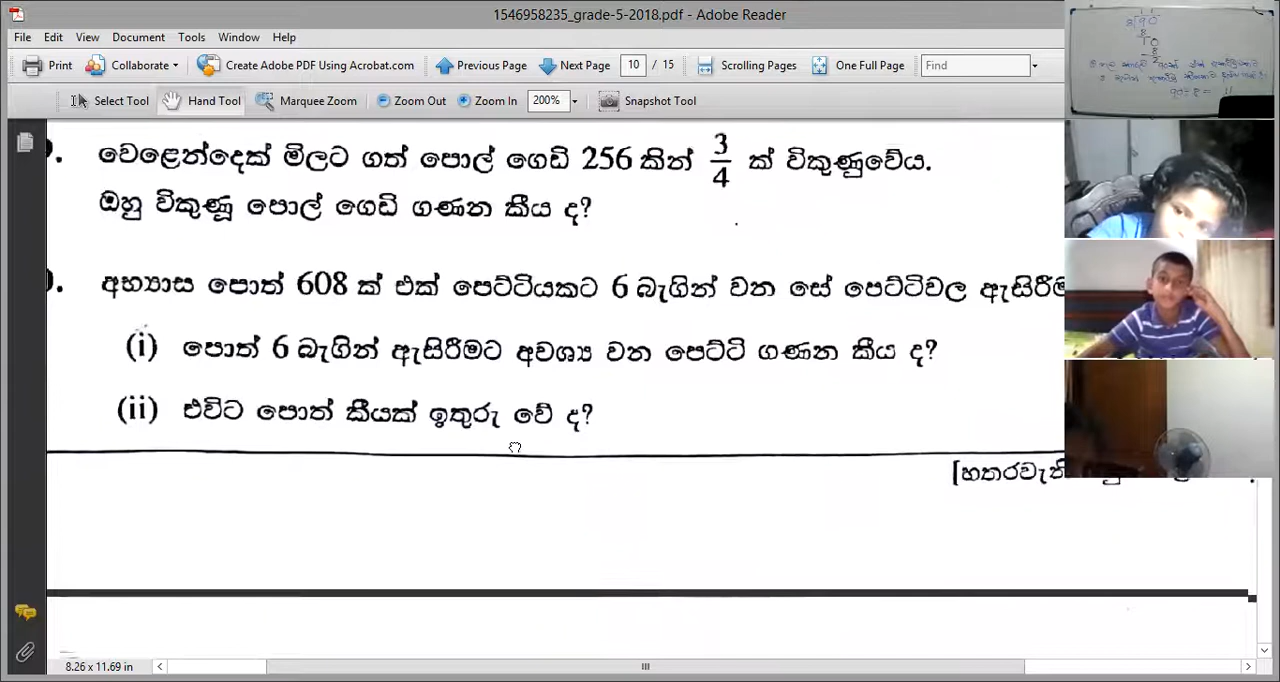 1546958235_grade-5-2018.pdf - Adobe Reader
File Edit View Document Tools Window Help
Print Collaborate Create Adobe PDF Using Acrobat.com Previous Page Next Page 10 / 15 Scrolling Pages One Full Page Find
Select Tool Hand Tool Marquee Zoom Zoom Out Zoom In 200% Snapshot Tool
වෙළෙන්දෙක් මිලට ගත් පොල් ගෙඩි 256 කින් 3/4 ක් විකුණුවේය.
ඔහු විකුණූ පොල් ගෙඩි ගණන කීය ද?
අභ්‍යාස පොත් 608 ක් එක් පෙට්ටියකට 6 බැගින් වන සේ පෙට්ටිවල
(i) පොත් 6 බැගින් ඇසිරීමට අවශ්‍ය වන පෙට්ටි ගණන කීය ද?
(ii) එවිට පොත් කීයක් ඉතුරු වේ ද?
8.26 x 11.69 in